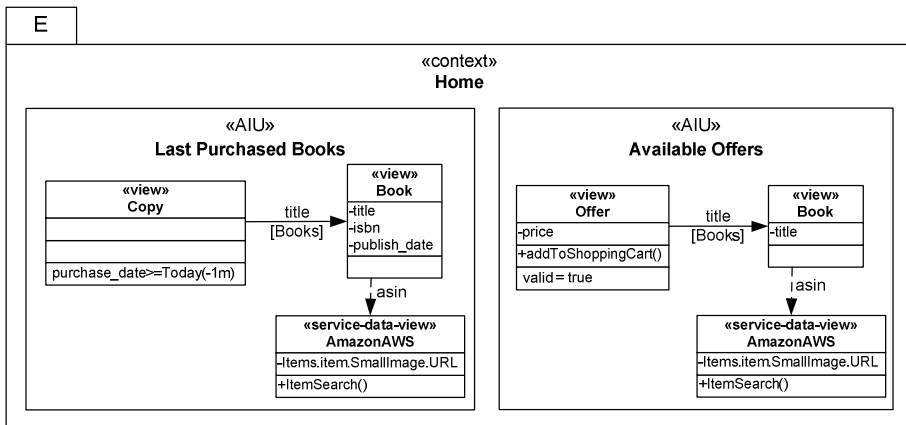 E
«context»
Home
«AIU»
Last Purchased Books
«view»
Copy
purchase_date>=Today(-1m)
title
[Books]
«view»
Book
-title
-isbn
-publish_date
asin
«service-data-view»
AmazonAWS
-Items.item.SmallImage.URL
+ItemSearch()
«AIU»
Available Offers
«view»
Offer
-price
+addToShoppingCart()
valid = true
title
[Books]
«view»
Book
-title
asin
«service-data-view»
AmazonAWS
-Items.item.SmallImage.URL
+ItemSearch()